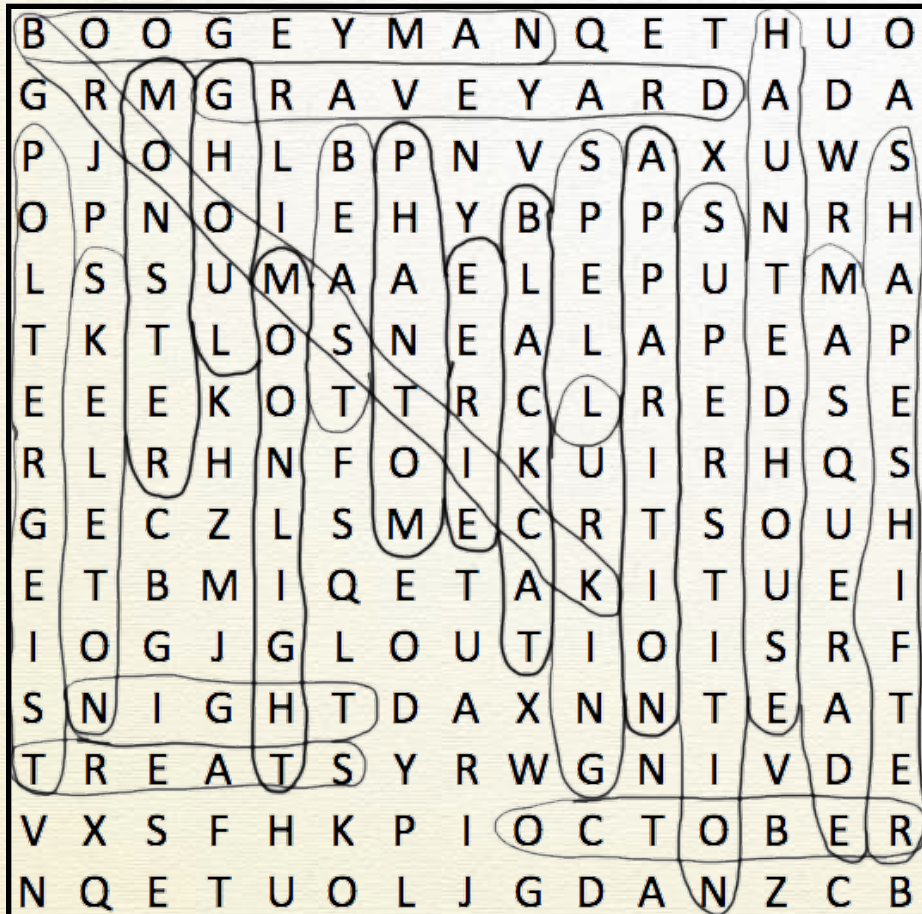 B O O G E Y M A N Q E T H U O
G R M G R A V E Y A R D A D A
P J O H L B P N V S A X U W S
O P N O I E H Y B P P S N R H
L S S U M A A E L E P U T M A
T K T L O S N E A L A P E A P
E E E K O T T R C L R E D S E
R L R H N F O I K U I R H Q S
G E C Z L S M E C R T S O U H
E T B M I Q E T A K I T U E I
I O G J G L O U T I O I S R F
S N I G H T D A X N N T E A T
T R E A T S Y R W G N I V D E
V X S F H K P I O C T O B E R
N Q E T U O L J G D A N Z C B